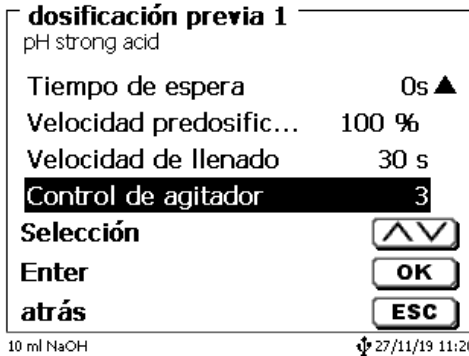 dosificación previa 1
pH strong acid
Tiempo de espera 0s
Velocidad predosific... 100 %
Velocidad de llenado 30 s
Control de agitador 3
Selección
Enter OK
atrás ESC
10 ml NaOH 27/11/19 11:20